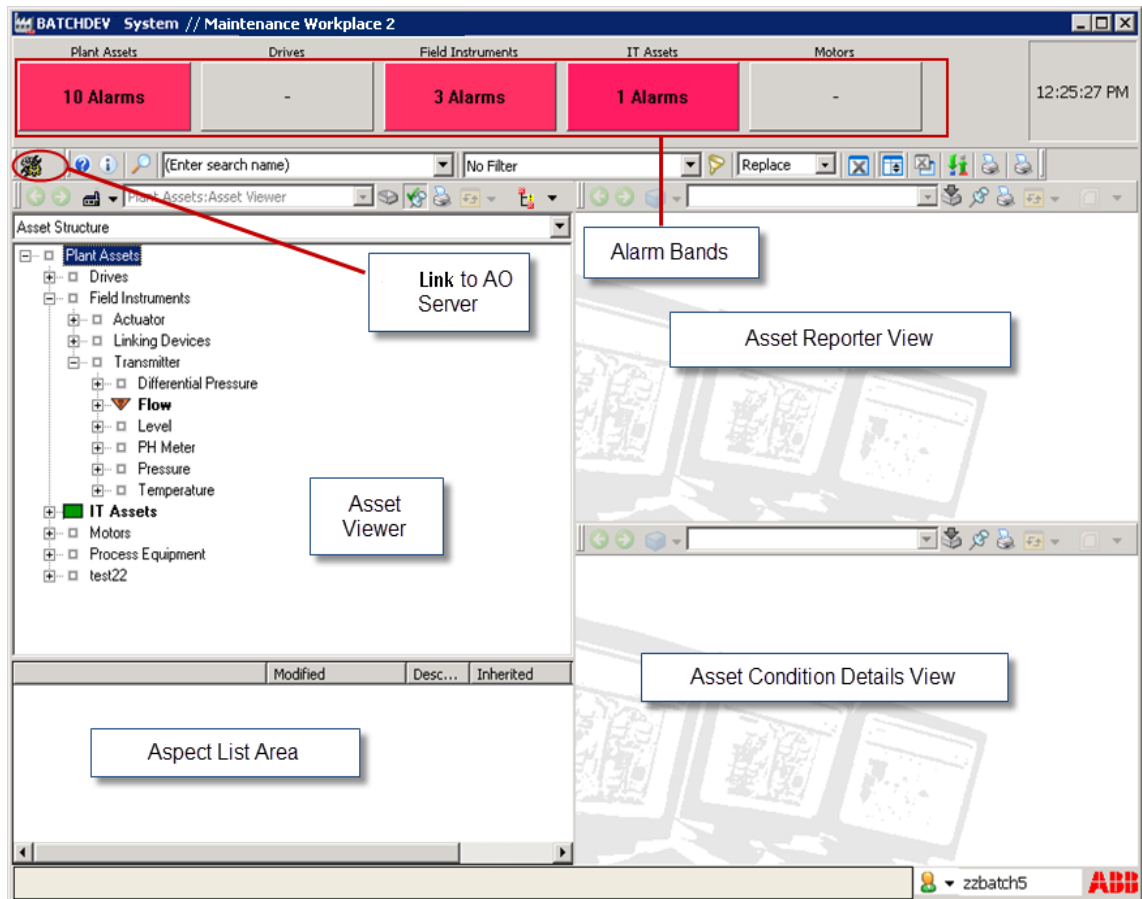 BATCHDEV System // Maintenance Workplace 2
Plant Assets
Drives
Field Instruments
IT Assets
Motors
10 Alarms
-
3 Alarms
1 Alarms
-
12:25:27 PM
(Enter search name)
No Filter
Replace
Plant Assets:Asset Viewer
Asset Structure
Plant Assets
Drives
Field Instruments
Actuator
Linking Devices
Transmitter
Differential Pressure
Flow
Level
PH Meter
Pressure
Temperature
IT Assets
Motors
Process Equipment
test22
Link to AO
Server
Alarm Bands
Asset Reporter View
Asset
Viewer
Modified
Desc...
Inherited
Aspect List Area
Asset Condition Details View
zzbatch5
ABB